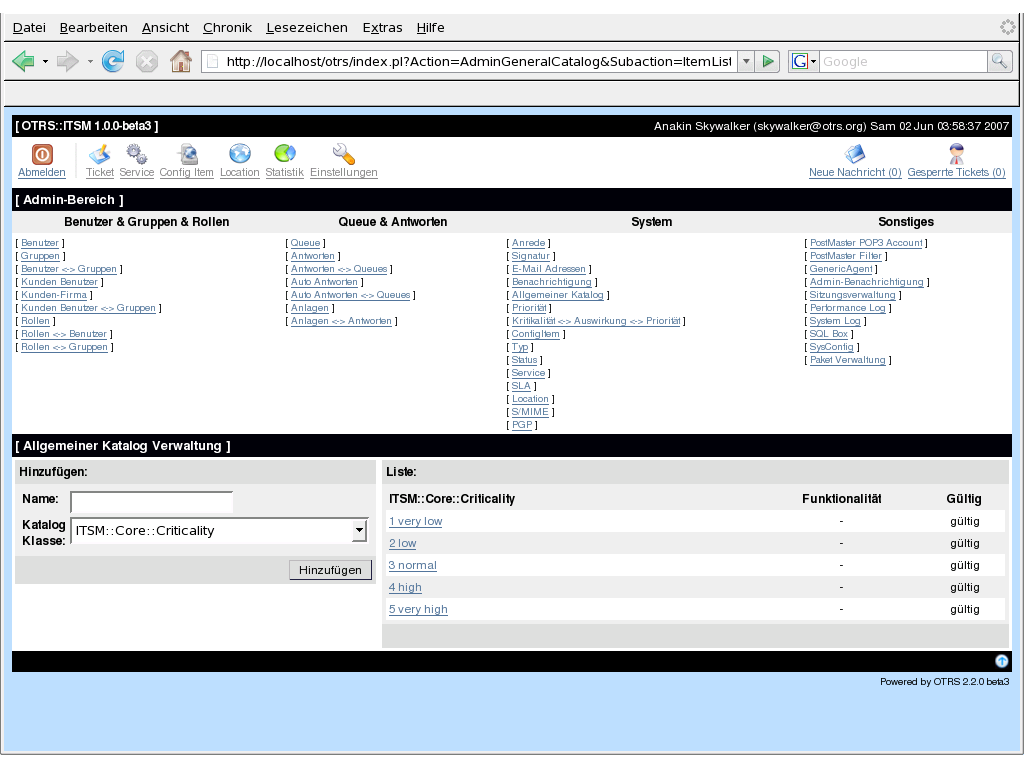 Datei Bearbeiten Ansicht Chronik Lesezeichen Extras Hilfe
http://localhost/otrs/index.pl?Action=AdminGeneralCatalog&Subaction=ItemList
G Google
[ OTRS::ITSM 1.0.0-beta3 ] Anakin Skywalker (skywalker@otrs.org) Sam 02 Jun 03:58:37 2007
Abmelden Ticket Service Config Item Location Statistik Einstellungen Neue Nachricht (0) Gesperrte Tickets (0)
[ Admin-Bereich ]
Benutzer & Gruppen & Rollen Queue & Antworten System Sonstiges
[ Benutzer ] [ Queue ] [ Anrede ] [ PostMaster POP3 Account ]
[ Gruppen ] [ Antworten ] [ Signatur ] [ PostMaster Filter ]
[ Benutzer <-> Gruppen ] [ Antworten <-> Queues ] [ E-Mail Adressen ] [ GenericAgent ]
[ Kunden Benutzer ] [ Auto Antworten ] [ Benachrichtigung ] [ Admin-Benachrichtigung ]
[ Kunden-Firma ] [ Auto Antworten <-> Queues ] [ Allgemeiner Katalog ] [ Sitzungsverwaltung ]
[ Kunden Benutzer <-> Gruppen ] [ Anlagen ] [ Priorität ] [ Performance Log ]
[ Rollen ] [ Anlagen <-> Antworten ] [ Kritikalität <-> Auswirkung <-> Priorität ] [ System Log ]
[ Rollen <-> Benutzer ] [ ConfigItem ] [ SQL Box ]
[ Rollen <-> Gruppen ] [ Typ ] [ SysConfig ]
[ Status ] [ Paket Verwaltung ]
[ Service ]
[ SLA ]
[ Location ]
[ S/MIME ]
[ PGP ]
[ Allgemeiner Katalog Verwaltung ]
Hinzufügen:
Name:
Katalog Klasse: ITSM::Core::Criticality
Hinzufügen
Liste:
ITSM::Core::Criticality Funktionalität Gültig
1 very low - gültig
2 low - gültig
3 normal - gültig
4 high - gültig
5 very high - gültig
Powered by OTRS 2.2.0 beta3